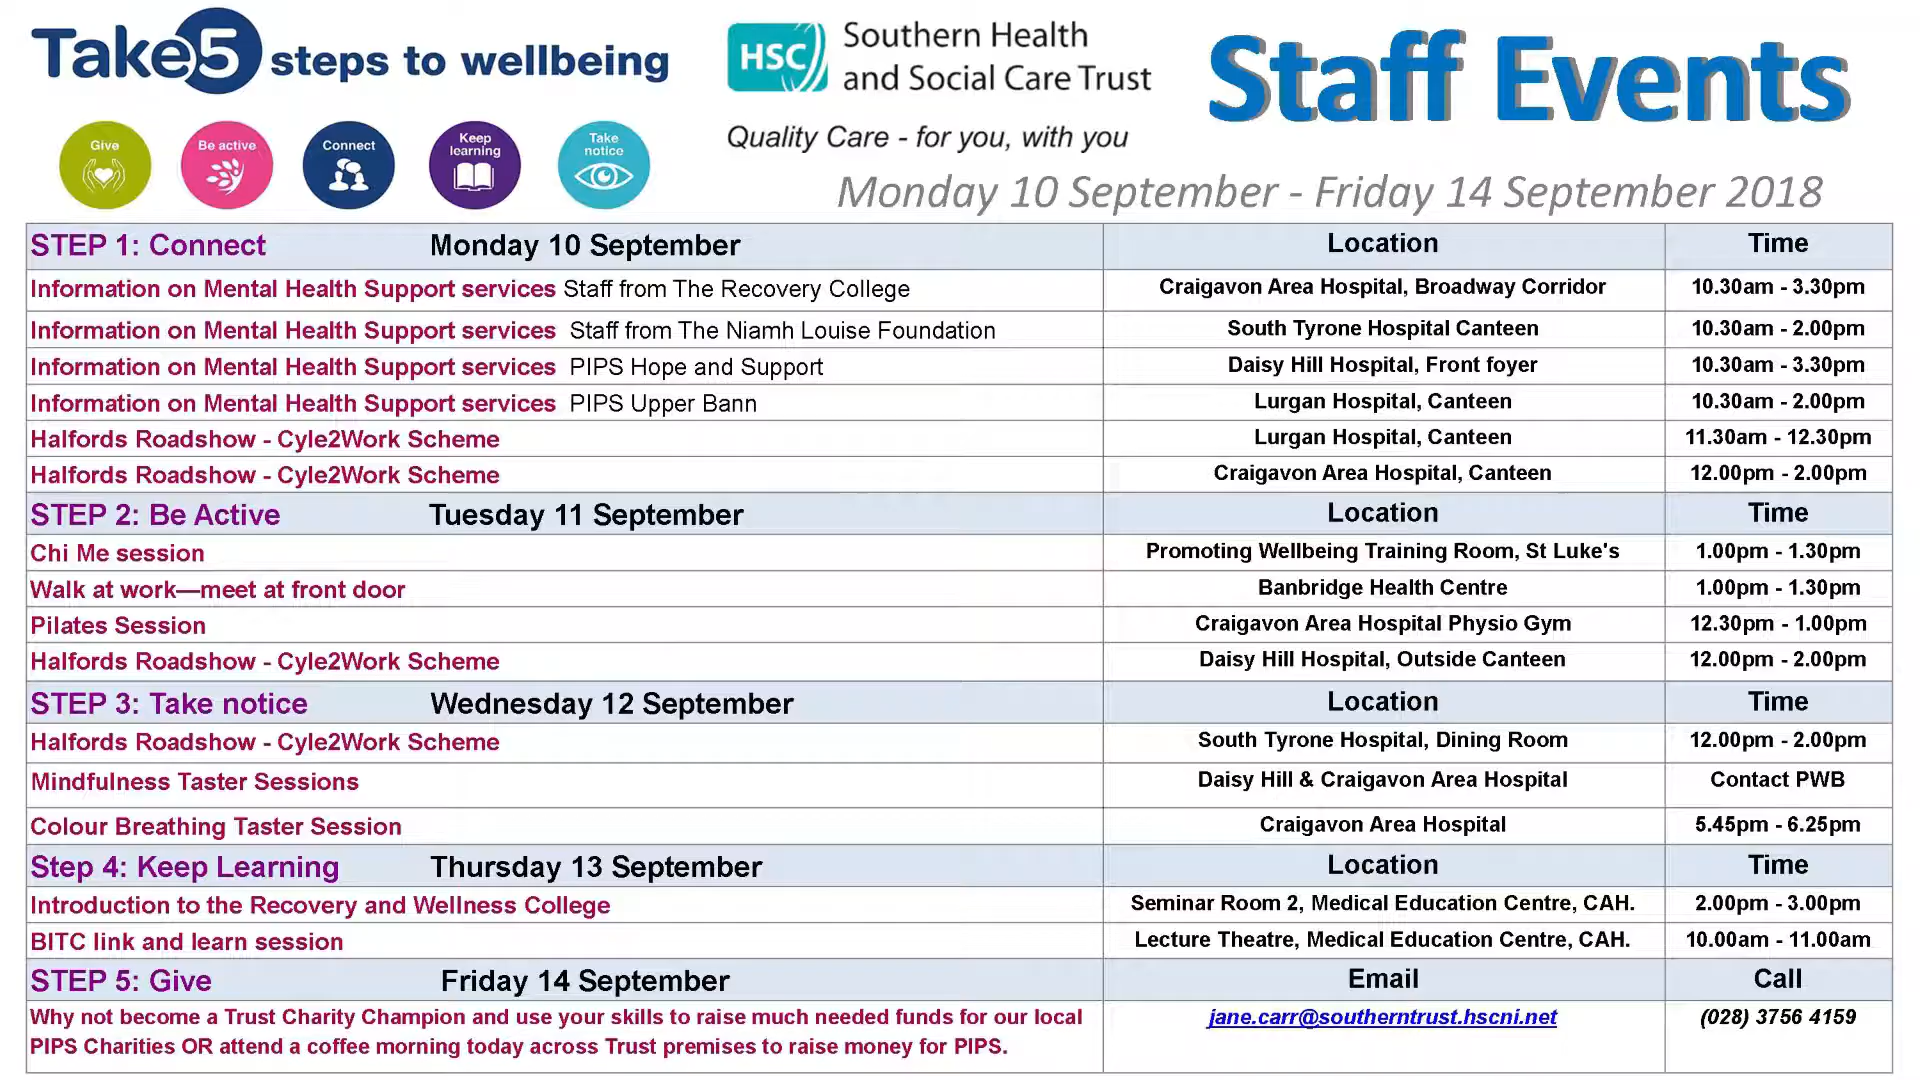 Take5 steps to wellbeing
HSC Southern Health and Social Care Trust
Quality Care - for you, with you
Staff Events
Give
Be active
Connect
Keep learning
Take notice
Monday 10 September - Friday 14 September 2018
STEP 1: Connect Monday 10 September Location Time
Information on Mental Health Support services Staff from The Recovery College Craigavon Area Hospital, Broadway Corridor 10.30am - 3.30pm
Information on Mental Health Support services Staff from The Niamh Louise Foundation South Tyrone Hospital Canteen 10.30am - 2.00pm
Information on Mental Health Support services PIPS Hope and Support Daisy Hill Hospital, Front foyer 10.30am - 3.30pm
Information on Mental Health Support services PIPS Upper Bann Lurgan Hospital, Canteen 10.30am - 2.00pm
Halfords Roadshow - Cyle2Work Scheme Lurgan Hospital, Canteen 11.30am - 12.30pm
Halfords Roadshow - Cyle2Work Scheme Craigavon Area Hospital, Canteen 12.00pm - 2.00pm
STEP 2: Be Active Tuesday 11 September Location Time
Chi Me session Promoting Wellbeing Training Room, St Luke's 1.00pm - 1.30pm
Walk at work—meet at front door Banbridge Health Centre 1.00pm - 1.30pm
Pilates Session Craigavon Area Hospital Physio Gym 12.30pm - 1.00pm
Halfords Roadshow - Cyle2Work Scheme Daisy Hill Hospital, Outside Canteen 12.00pm - 2.00pm
STEP 3: Take notice Wednesday 12 September Location Time
Halfords Roadshow - Cyle2Work Scheme South Tyrone Hospital, Dining Room 12.00pm - 2.00pm
Mindfulness Taster Sessions Daisy Hill & Craigavon Area Hospital Contact PWB
Colour Breathing Taster Session Craigavon Area Hospital 5.45pm - 6.25pm
Step 4: Keep Learning Thursday 13 September Location Time
Introduction to the Recovery and Wellness College Seminar Room 2, Medical Education Centre, CAH. 2.00pm - 3.00pm
BITC link and learn session Lecture Theatre, Medical Education Centre, CAH. 10.00am - 11.00am
STEP 5: Give Friday 14 September Email Call
Why not become a Trust Charity Champion and use your skills to raise much needed funds for our local jane.carr@southerntrust.hscni.net (028) 3756 4159
PIPS Charities OR attend a coffee morning today across Trust premises to raise money for PIPS.